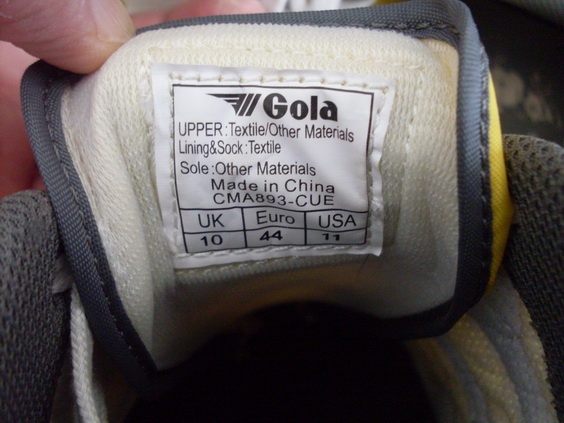 Gola
UPPER:Textile/Other Materials
Lining&Sock:Textile
Sole:Other Materials
Made in China
CMA893-CUE
UK Euro USA
10 44 11